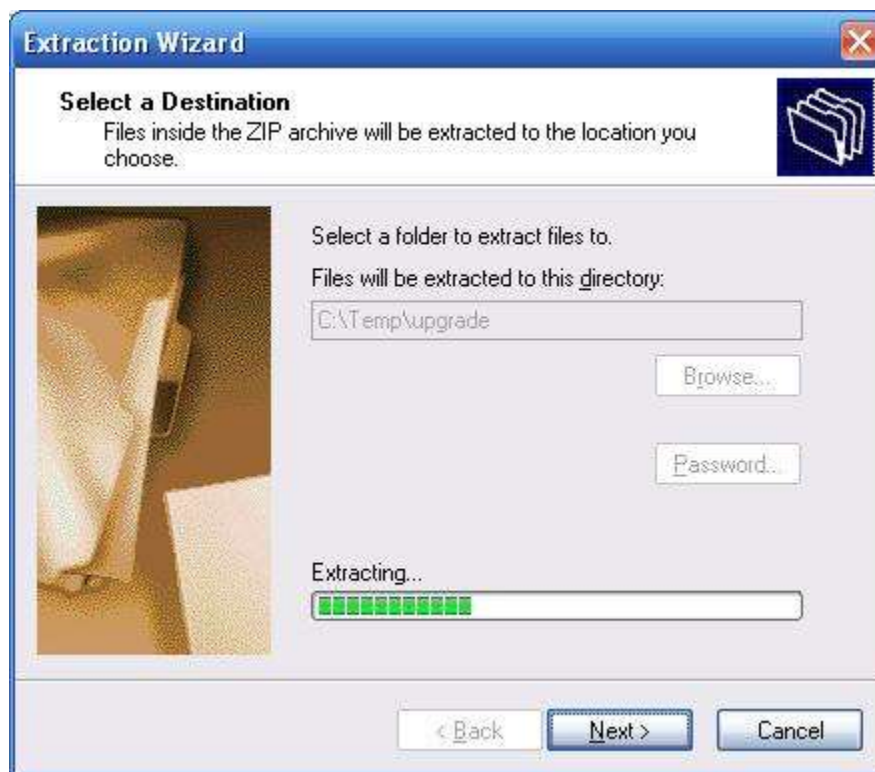 Extraction Wizard
Select a Destination
Files inside the ZIP archive will be extracted to the location you
choose.
Select a folder to extract files to.
Files will be extracted to this directory:
C:\Temp\upgrade
Browse...
Password...
Extracting...
< Back
Next >
Cancel